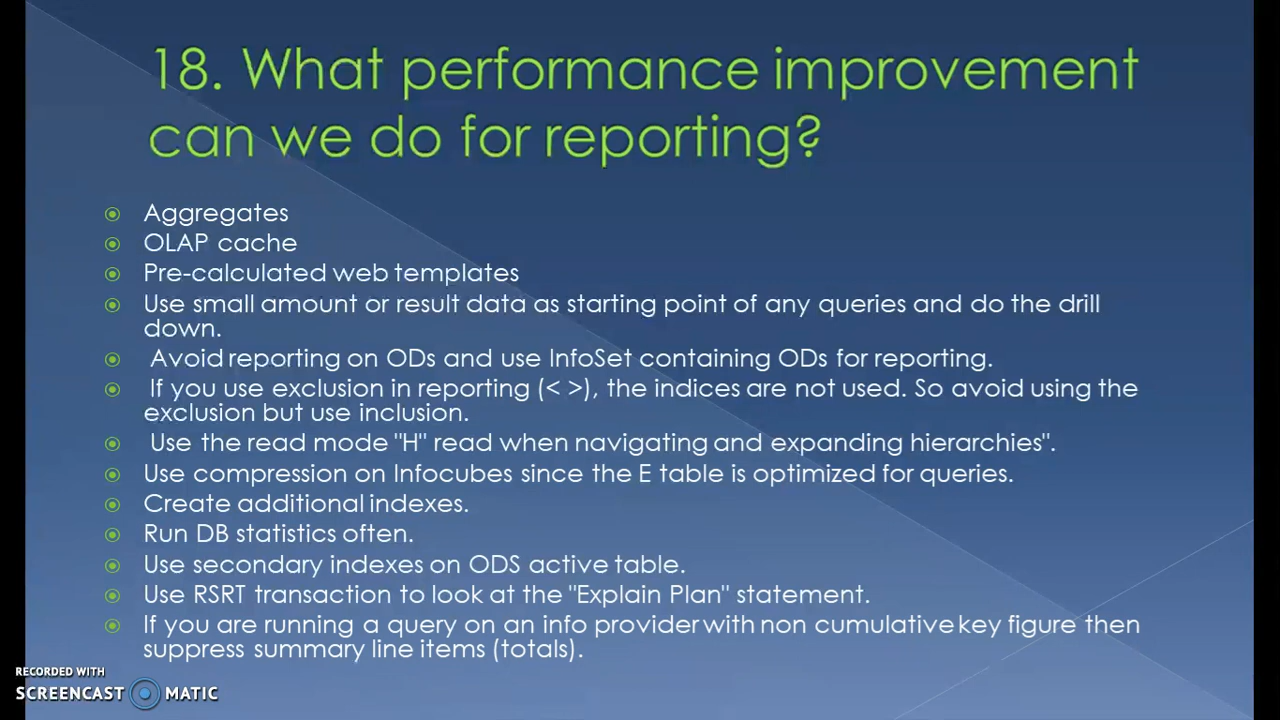 18. What performance improvement
can we do for reporting?
Aggregates
OLAP cache
Pre-calculated web templates
Use small amount or result data as starting point of any queries and do the drill
down.
Avoid reporting on ODs and use InfoSet containing ODs for reporting.
If you use exclusion in reporting (< >), the indices are not used. So avoid using the
exclusion but use inclusion.
Use the read mode "H" read when navigating and expanding hierarchies".
Use compression on Infocubes since the E table is optimized for queries.
Create additional indexes.
Run DB statistics often.
Use secondary indexes on ODS active table.
Use RSRT transaction to look at the "Explain Plan" statement.
If you are running a query on an info provider with non cumulative key figure then
suppress summary line items (totals).
RECORDED WITH
SCREENCAST MATIC